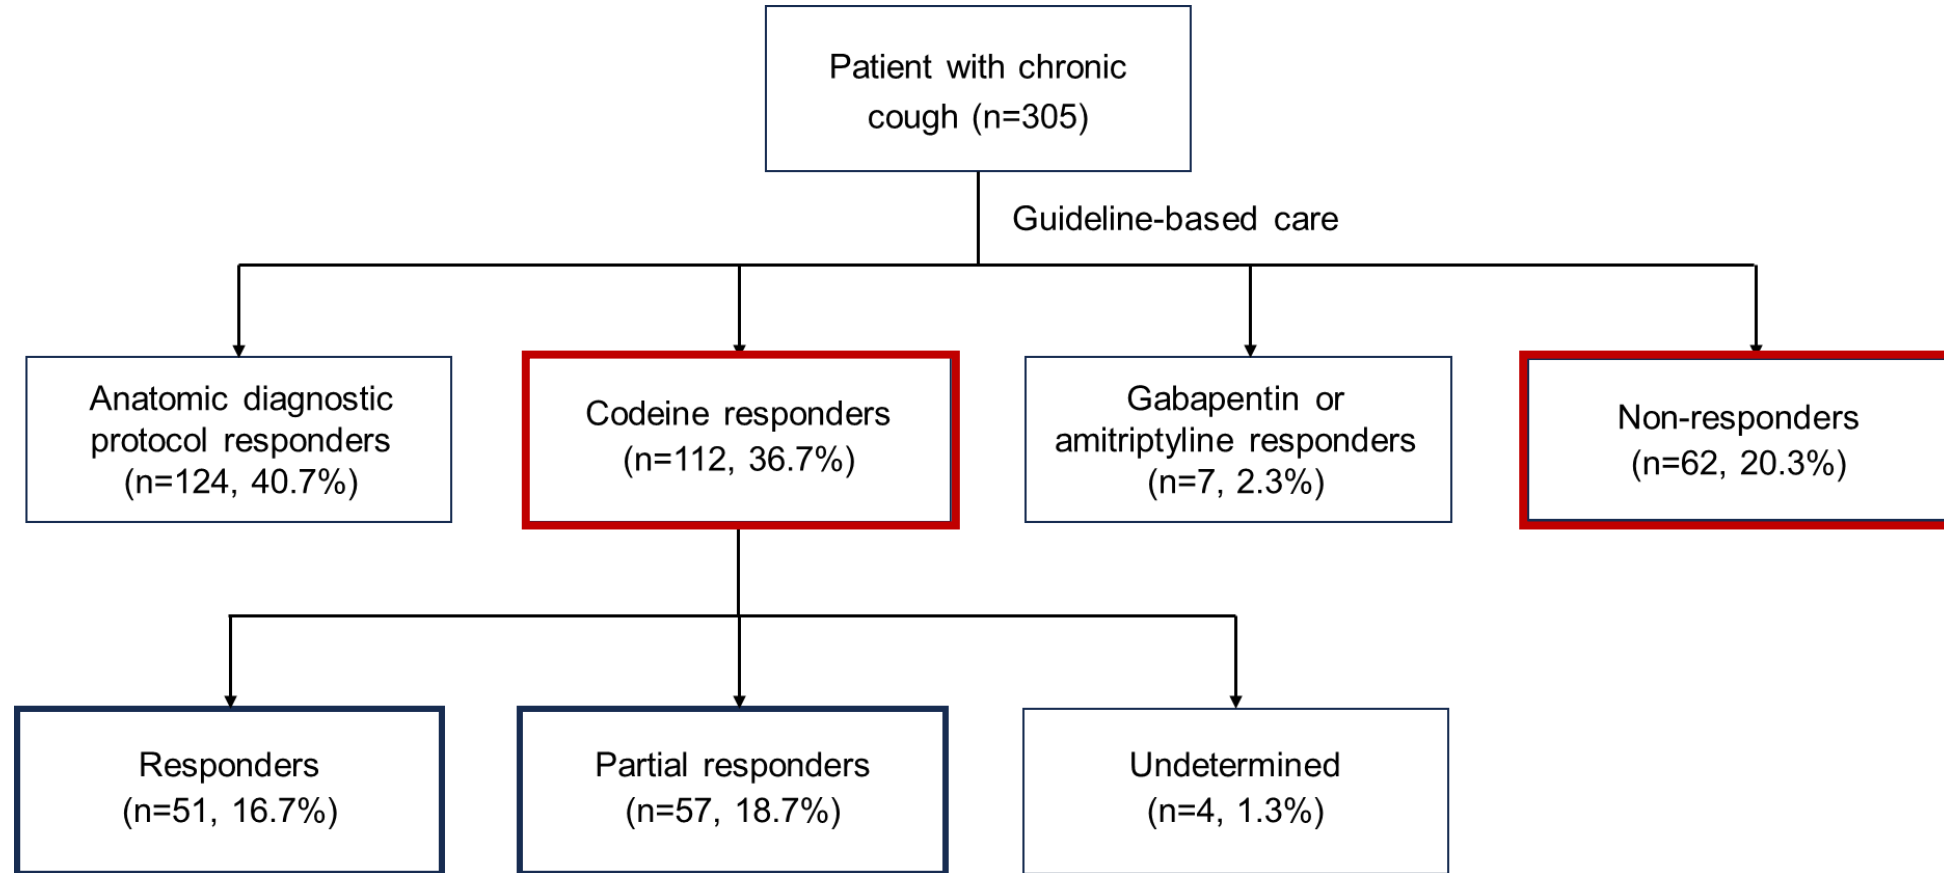 Patient with chronic
cough (n=305)
Guideline-based care
Anatomic diagnostic
protocol responders
(n=124, 40.7%)
Codeine responders
(n=112, 36.7%)
Gabapentin or
amitriptyline responders
(n=7, 2.3%)
Non-responders
(n=62, 20.3%)
Responders
(n=51, 16.7%)
Partial responders
(n=57, 18.7%)
Undetermined
(n=4, 1.3%)